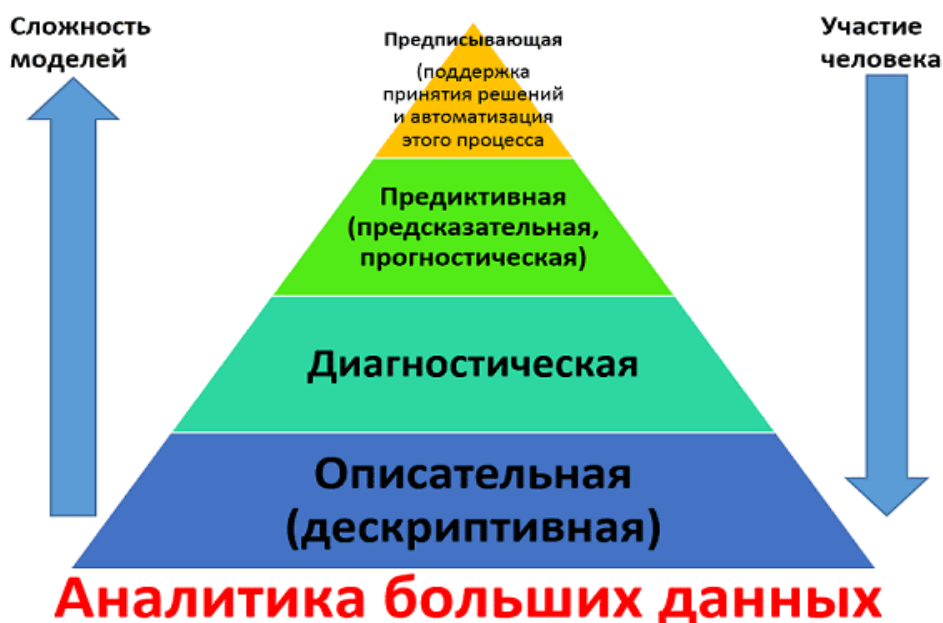 Сложность
моделей
Участие
человека
Предписывающая
(поддержка
принятия решений
и автоматизация
этого процесса
Предиктивная
(предсказательная,
прогностическая)
Диагностическая
Описательная
(дескриптивная)
Аналитика больших данных